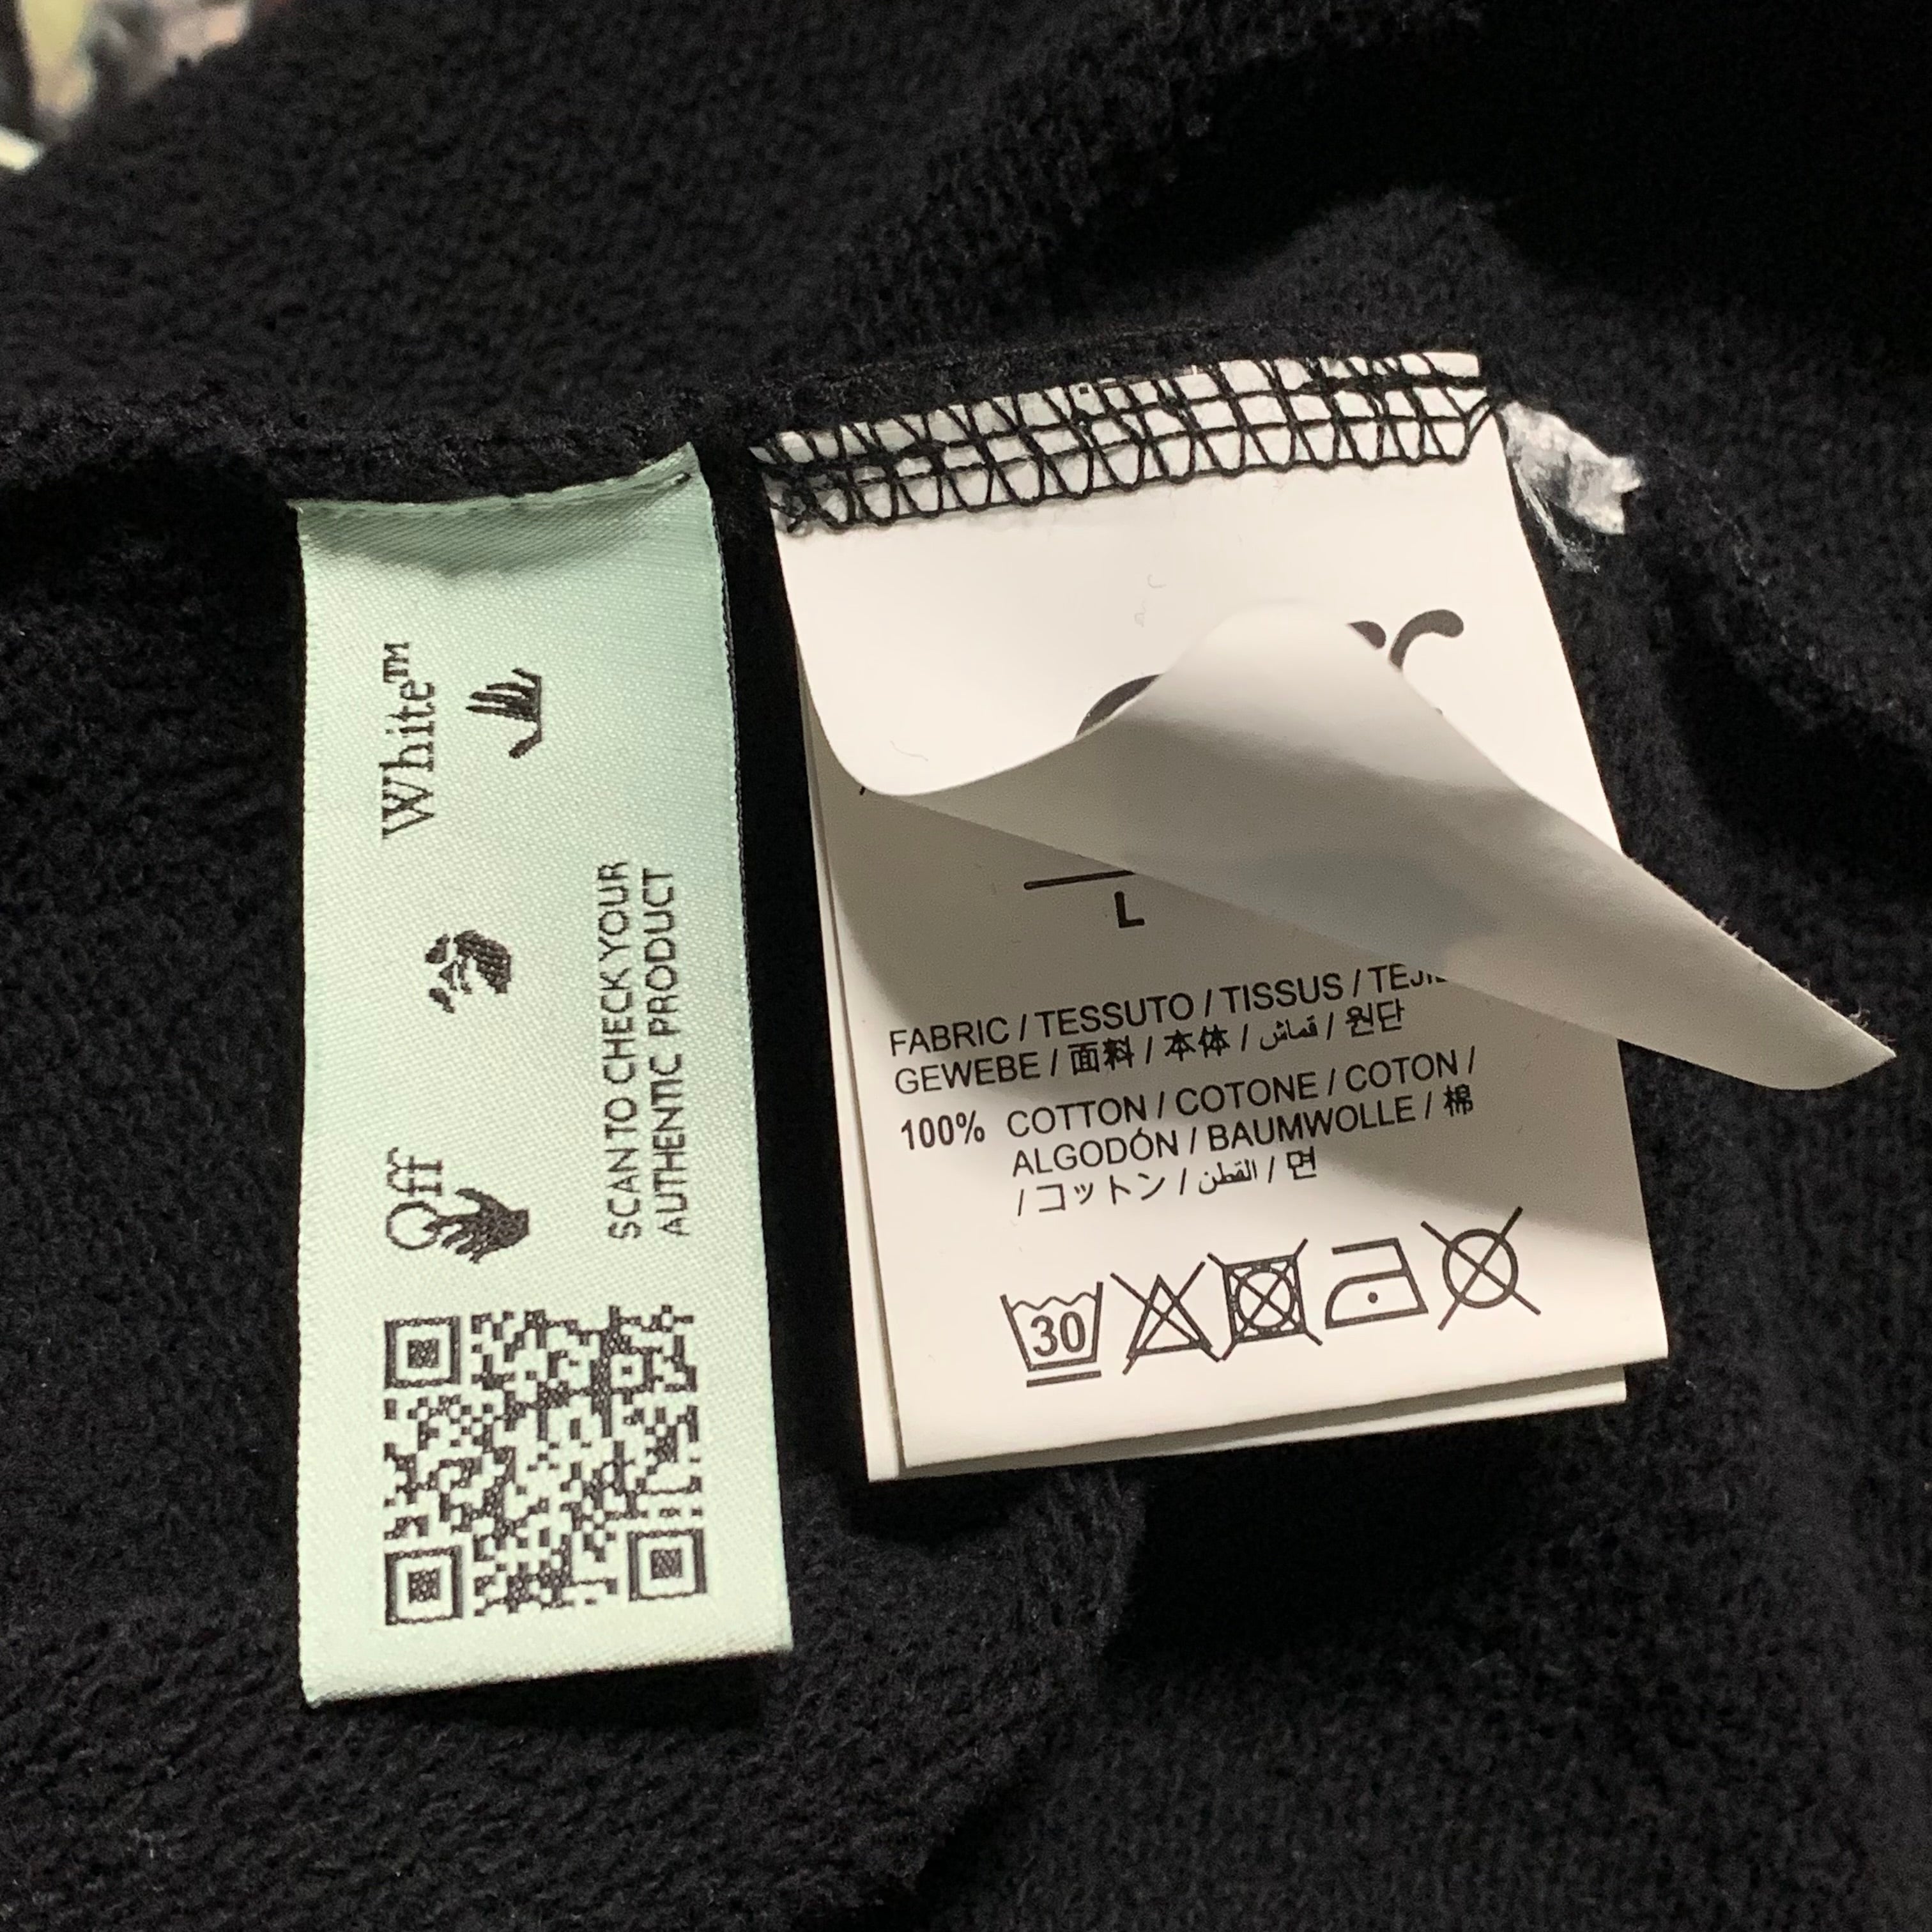 Off White™
SCAN TO CHECK YOUR
AUTHENTIC PRODUCT
L
FABRIC / TESSUTO / TISSUS /
GEWEBE / 面料 / 本体 / قماش / 원단
100% COTTON / COTONE / COTON /
ALGODÓN / BAUMWOLLE / 棉
/ コットン / القطن / 면
30